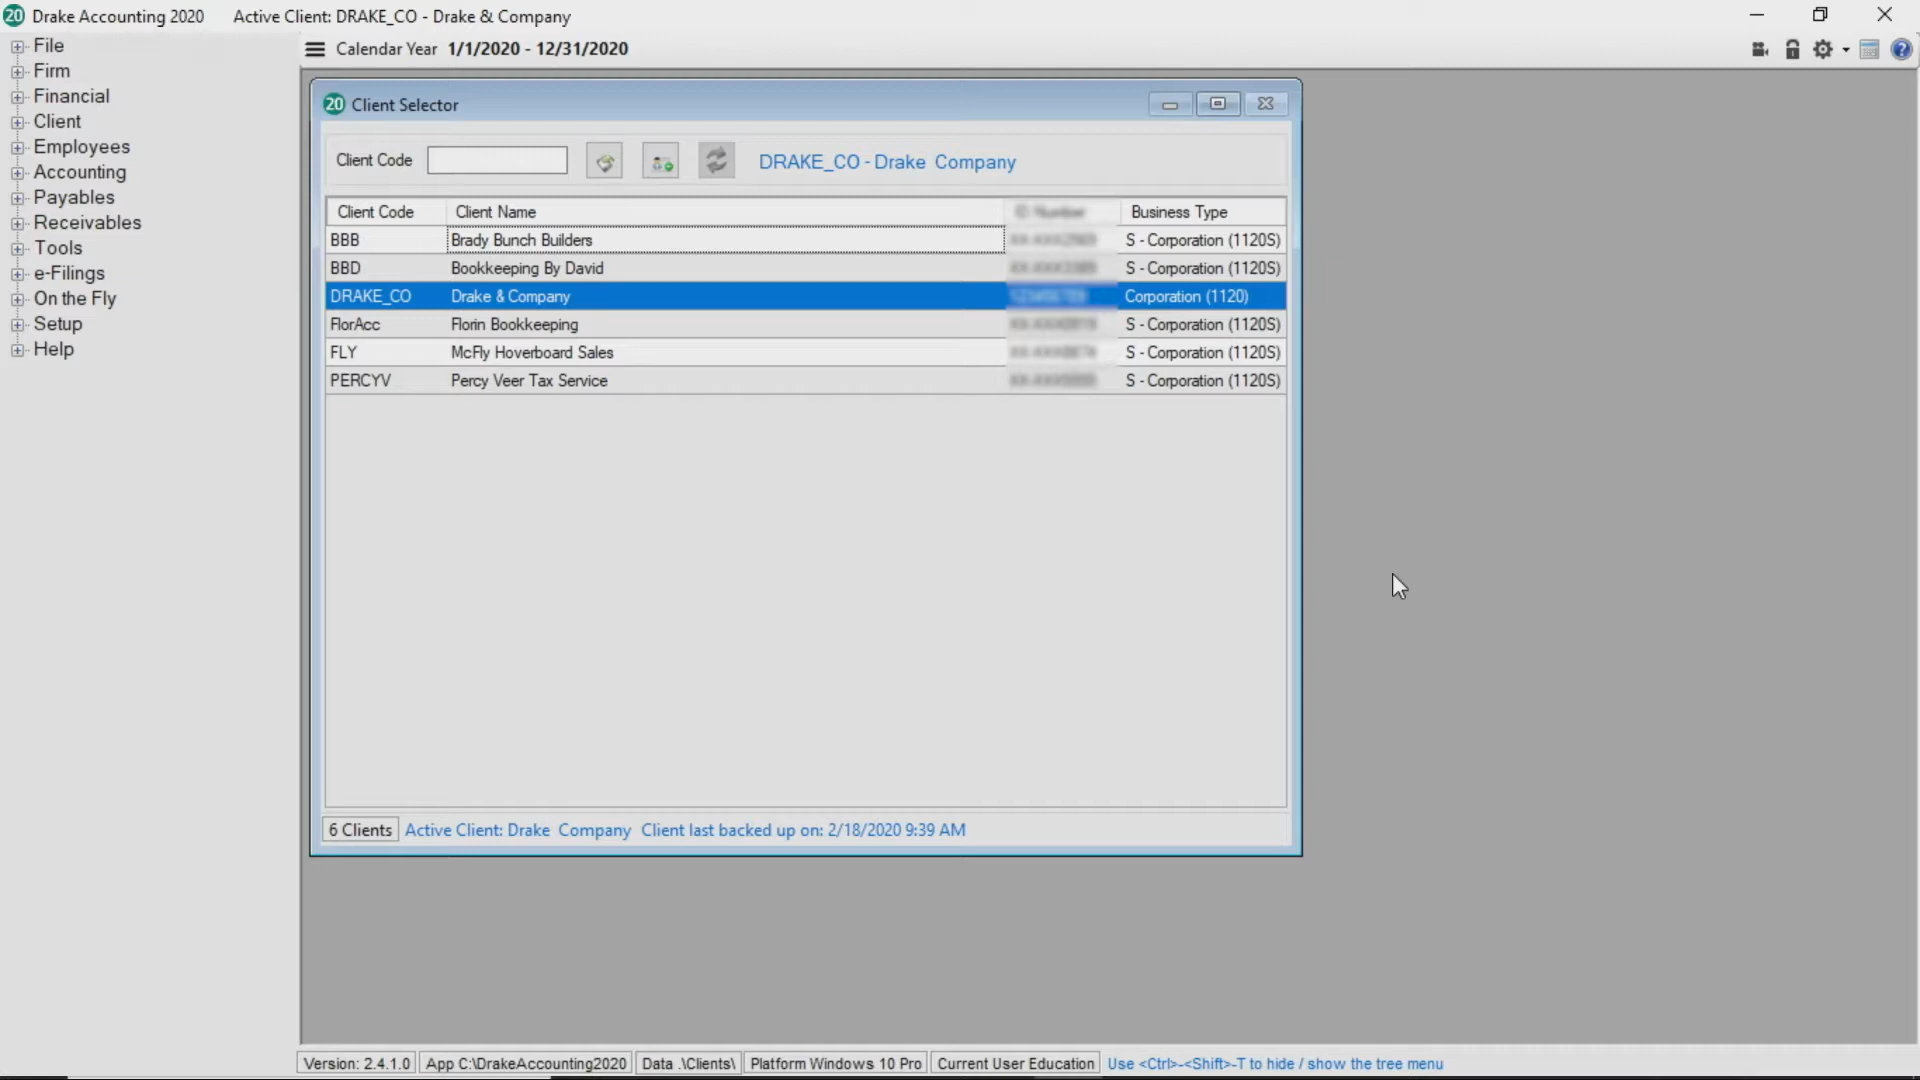 20 Drake Accounting 2020 Active Client: DRAKE_CO - Drake & Company
File
Firm
Financial
Client
Employees
Accounting
Payables
Receivables
Tools
e-Filings
On the Fly
Setup
Help
Calendar Year 1/1/2020 - 12/31/2020
20 Client Selector
Client Code DRAKE_CO - Drake Company
Client Code Client Name ID Number Business Type
BBB Brady Bunch Builders S - Corporation (1120S)
BBD Bookkeeping By David S - Corporation (1120S)
DRAKE_CO Drake & Company Corporation (1120)
FlorAcc Florin Bookkeeping S - Corporation (1120S)
FLY McFly Hoverboard Sales S - Corporation (1120S)
PERCYV Percy Veer Tax Service S - Corporation (1120S)
6 Clients Active Client: Drake Company Client last backed up on: 2/18/2020 9:39 AM
Version: 2.4.1.0 App C:\DrakeAccounting2020 Data .\Clients\ Platform Windows 10 Pro Current User Education Use <Ctrl>-<Shift>-T to hide / show the tree menu